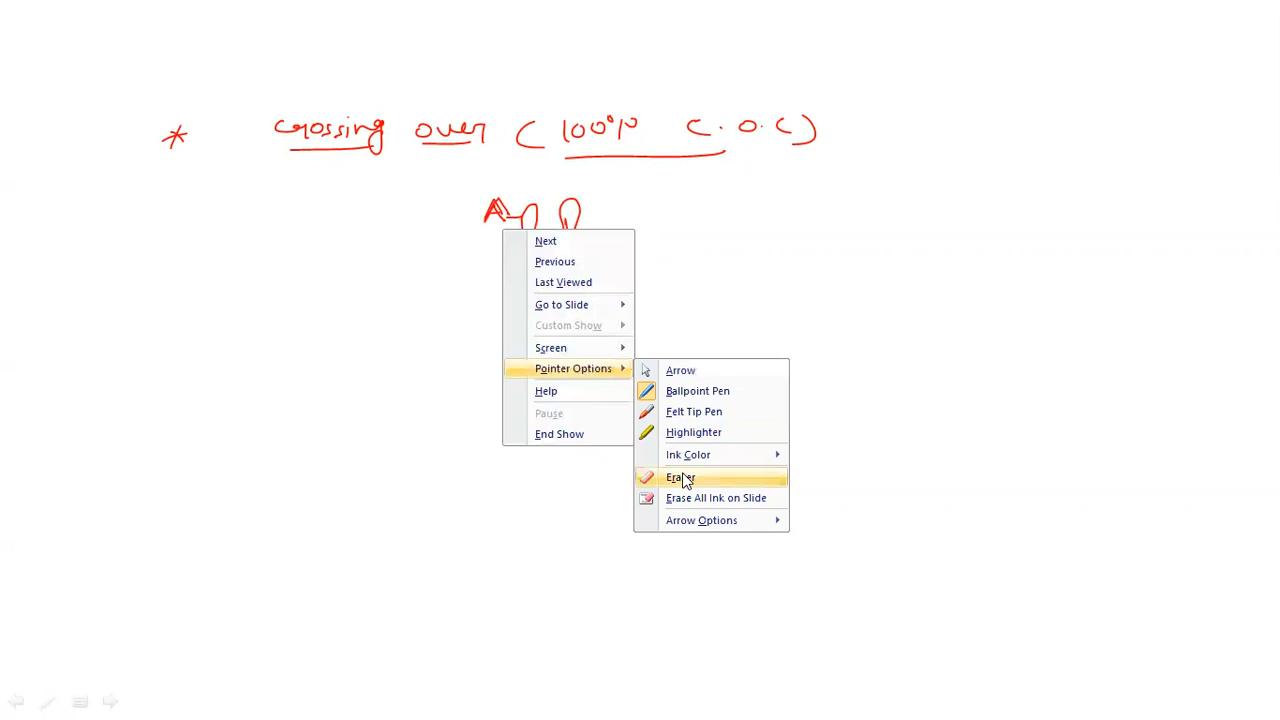 * crossing over (100% C.O.C)
A
Next
Previous
Last Viewed
Go to Slide
Custom Show
Screen
Pointer Options
Help
Pause
End Show
Arrow
Ballpoint Pen
Felt Tip Pen
Highlighter
Ink Color
Eraser
Erase All Ink on Slide
Arrow Options